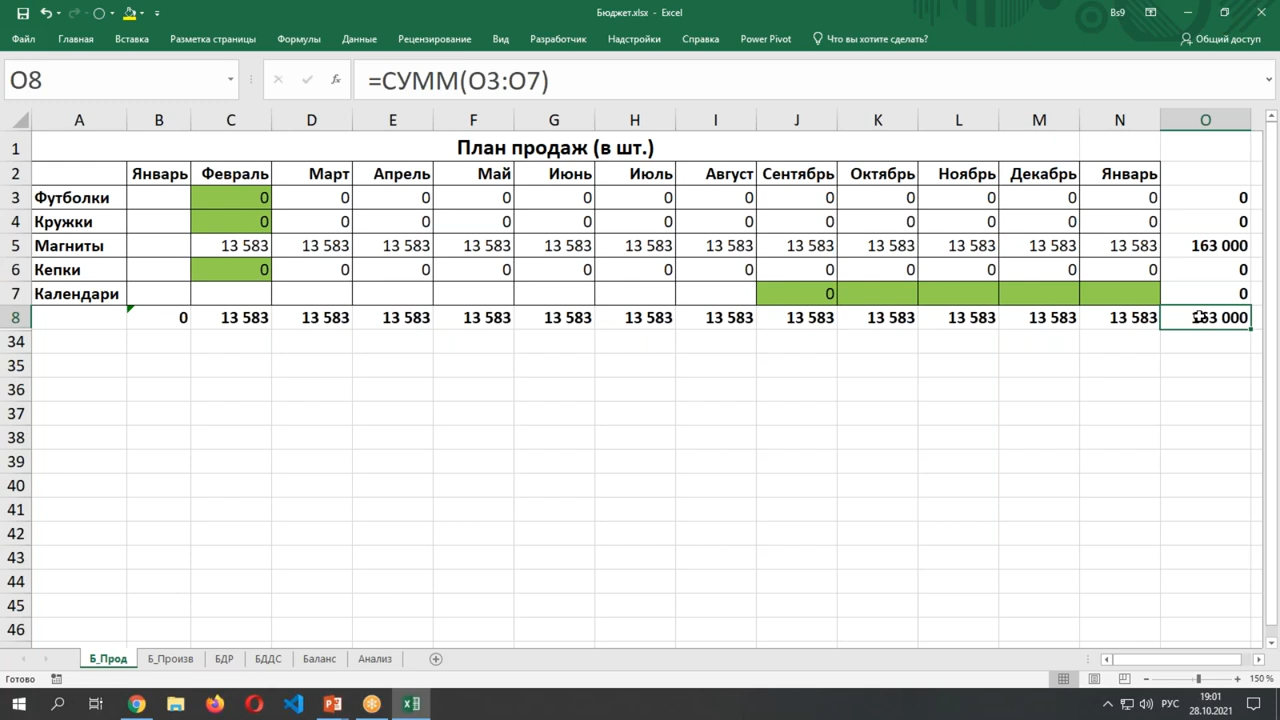 Бюджет.xlsx - Excel
Bs9
Файл Главная Вставка Разметка страницы Формулы Данные Рецензирование Вид Разработчик Надстройки Справка Power Pivot Что вы хотите сделать? Общий доступ
O8 fx =СУММ(O3:O7)
A B C D E F G H I J K L M N O
1 План продаж (в шт.)
2 Январь Февраль Март Апрель Май Июнь Июль Август Сентябрь Октябрь Ноябрь Декабрь Январь
3 Футболки 0 0 0 0 0 0 0 0 0 0 0 0 0
4 Кружки 0 0 0 0 0 0 0 0 0 0 0 0 0
5 Магниты 13 583 13 583 13 583 13 583 13 583 13 583 13 583 13 583 13 583 13 583 13 583 13 583 163 000
6 Кепки 0 0 0 0 0 0 0 0 0 0 0 0 0
7 Календари 0 0
8 0 13 583 13 583 13 583 13 583 13 583 13 583 13 583 13 583 13 583 13 583 13 583 13 583 163 000
34
35
36
37
38
39
40
41
42
43
44
45
46
Б_Прод Б_Произв БДР БДДС Баланс Анализ
Готово 150 %
РУС 19:01
28.10.2021